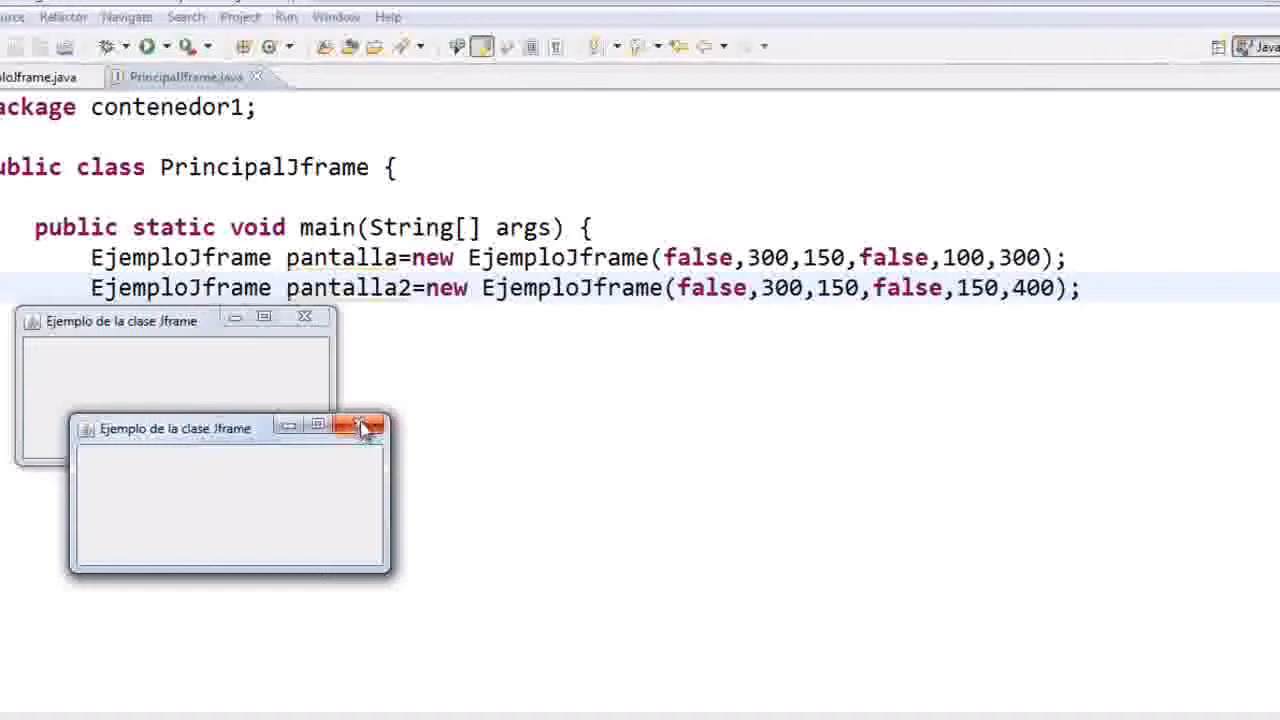 ource Refactor Navigate Search Project Run Window Help
Java
loJframe.java PrincipalJframe.java
ackage contenedor1;
ublic class PrincipalJframe {
public static void main(String[] args) {
EjemploJframe pantalla=new EjemploJframe(false,300,150,false,100,300);
EjemploJframe pantalla2=new EjemploJframe(false,300,150,false,150,400);
Ejemplo de la clase Jframe
Ejemplo de la clase Jframe